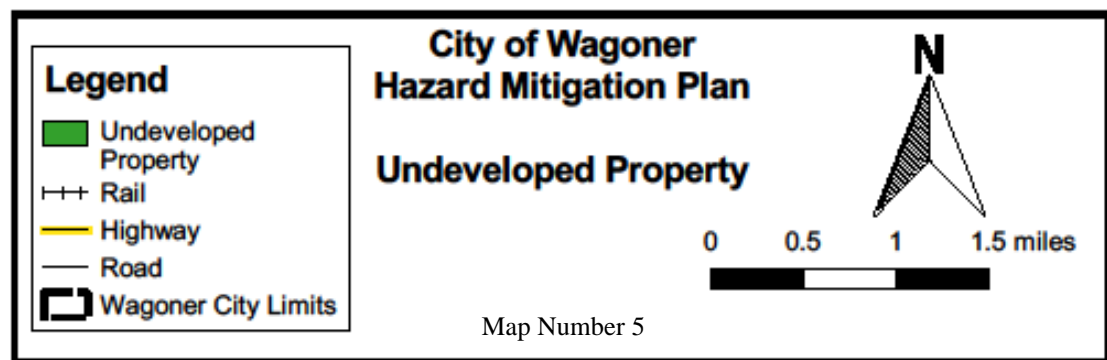 City of Wagoner
Hazard Mitigation Plan
Undeveloped Property
Legend
Undeveloped
Property
Rail
Highway
Road
Wagoner City Limits
N
0 0.5 1 1.5 miles
Map Number 5